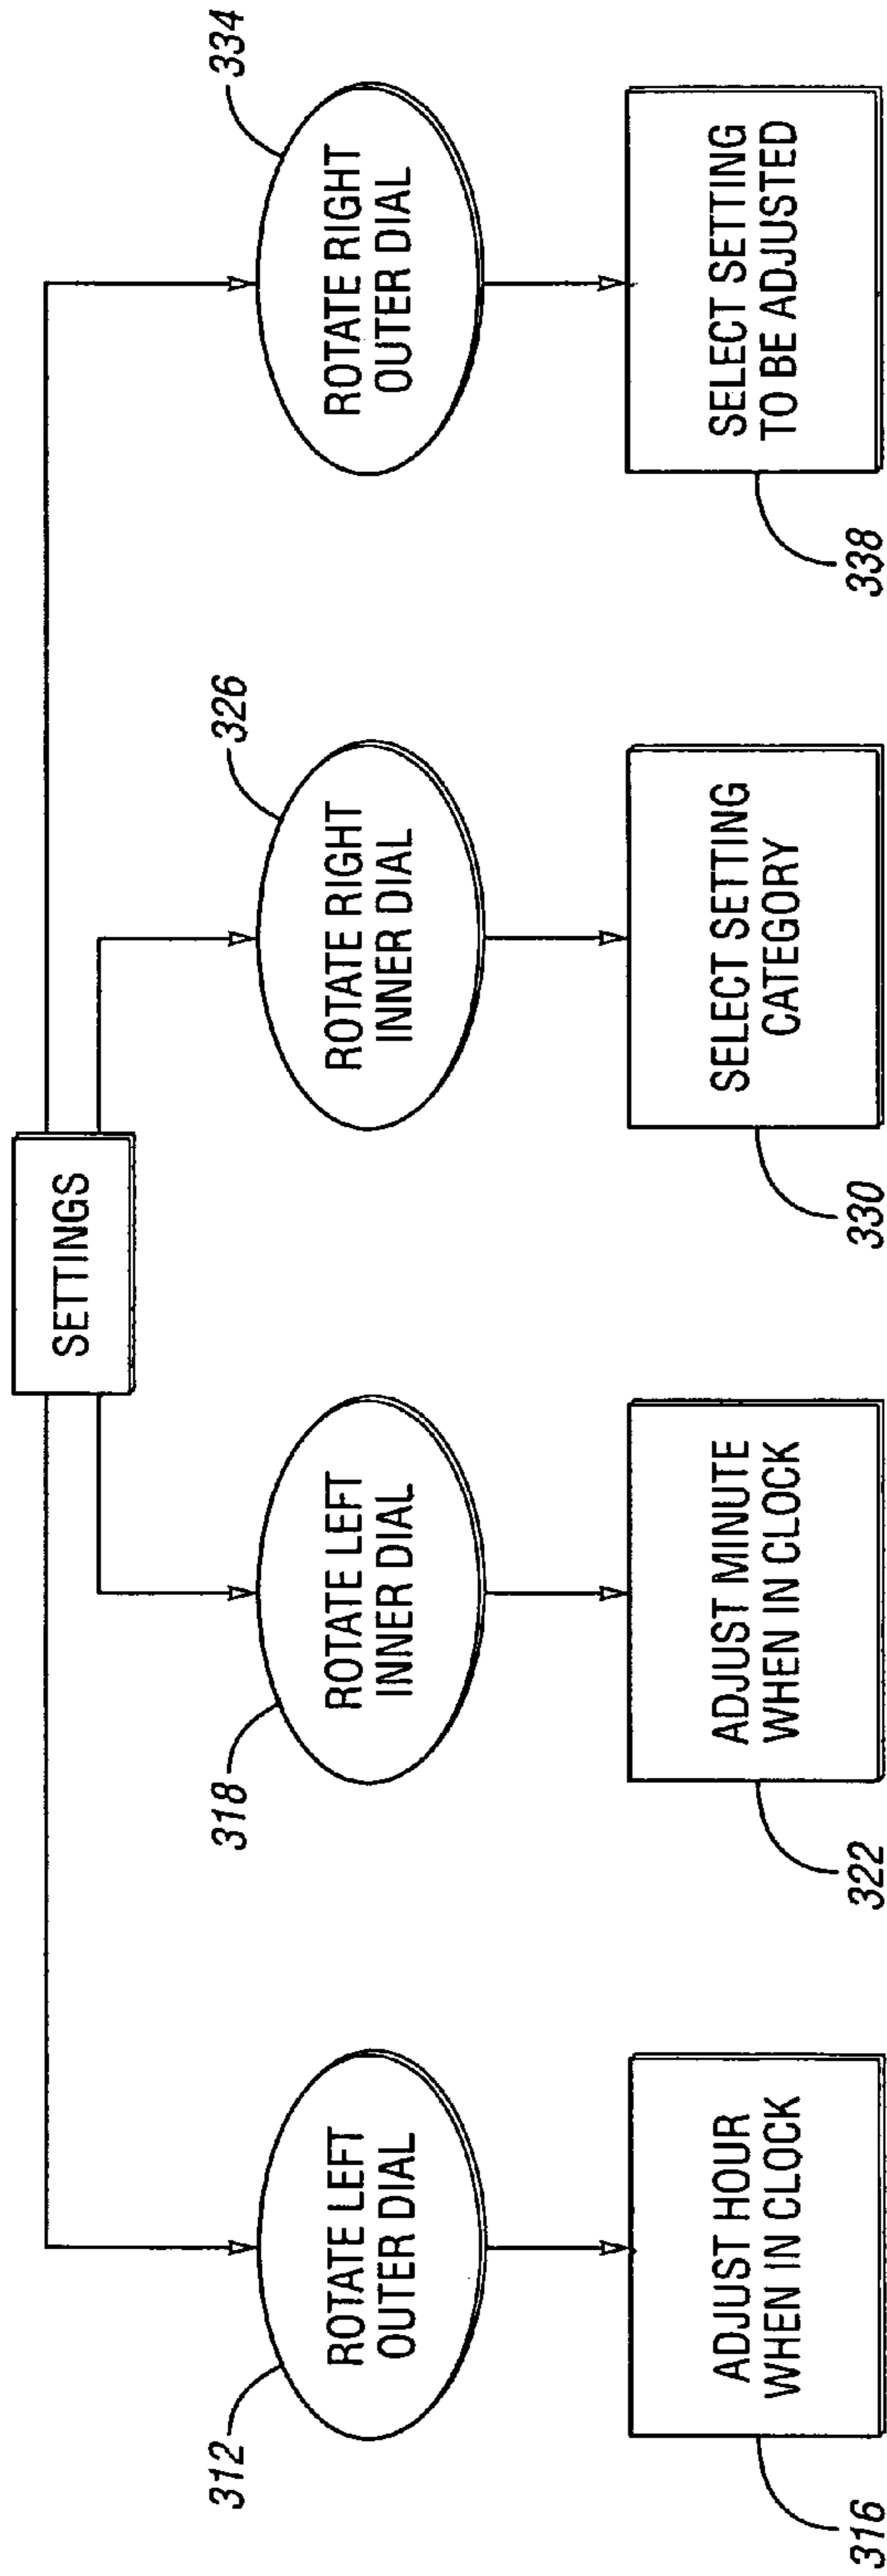 SETTINGS
312
ROTATE LEFT
OUTER DIAL
318
ROTATE LEFT
INNER DIAL
ROTATE RIGHT
INNER DIAL
326
ROTATE RIGHT
OUTER DIAL
334
316
ADJUST HOUR
WHEN IN CLOCK
322
ADJUST MINUTE
WHEN IN CLOCK
330
SELECT SETTING
CATEGORY
338
SELECT SETTING
TO BE ADJUSTED